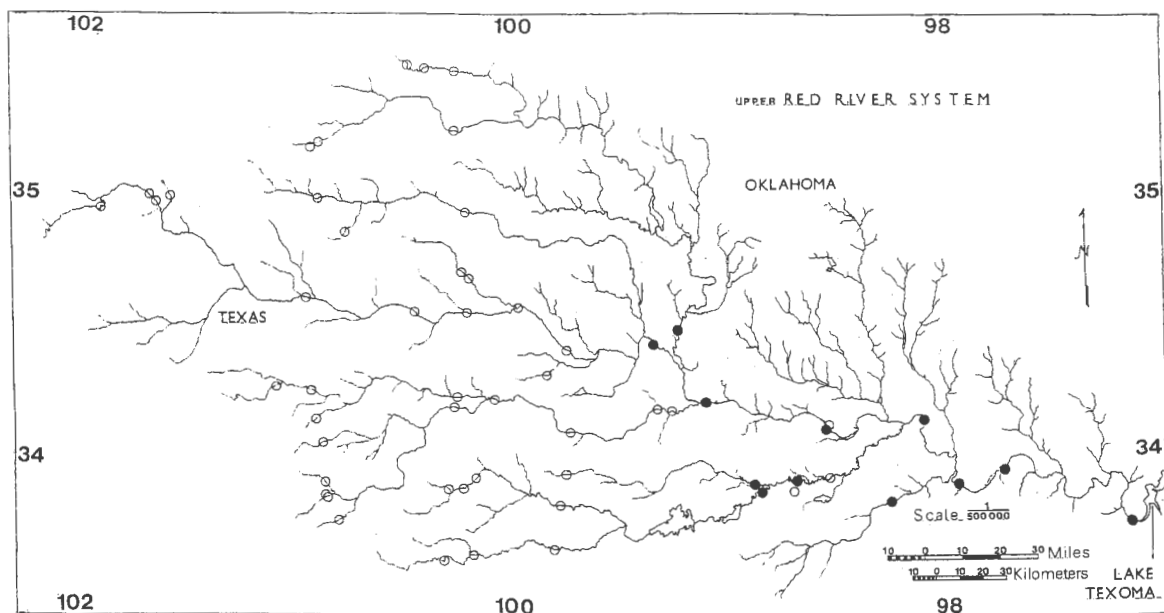 102 100 98
UPPER RED RIVER SYSTEM
OKLAHOMA
35 35
TEXAS
34 34
Scale 1/500000
10 0 10 20 30 Miles
10 0 10 20 30 Kilometers
LAKE
TEXOMA
102 100 98